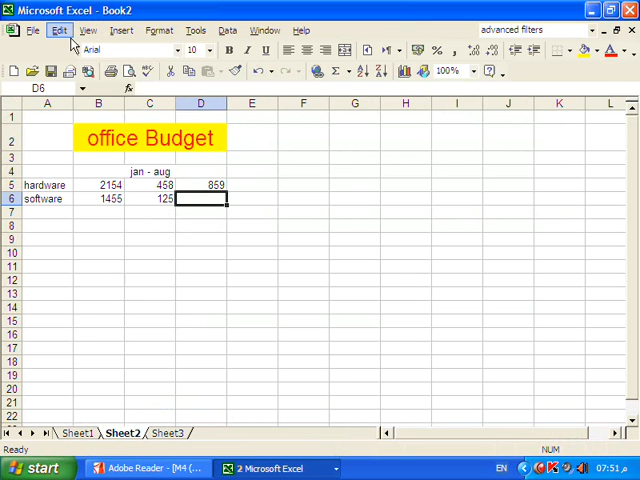 Microsoft Excel - Book2
File Edit View Insert Format Tools Data Window Help advanced filters
Arial 10 B I U % ,
Σ 100% ?
D6 fx
A B C D E F G H I J K L
1
2 office Budget
3
4 jan - aug
5 hardware 2154 458 859
6 software 1455 125
7
8
9
10
11
12
13
14
15
16
17
18
19
20
21
22
Sheet1 Sheet2 Sheet3
Ready NUM
start Adobe Reader - [M4 (... 2 Microsoft Excel EN 07:51 م